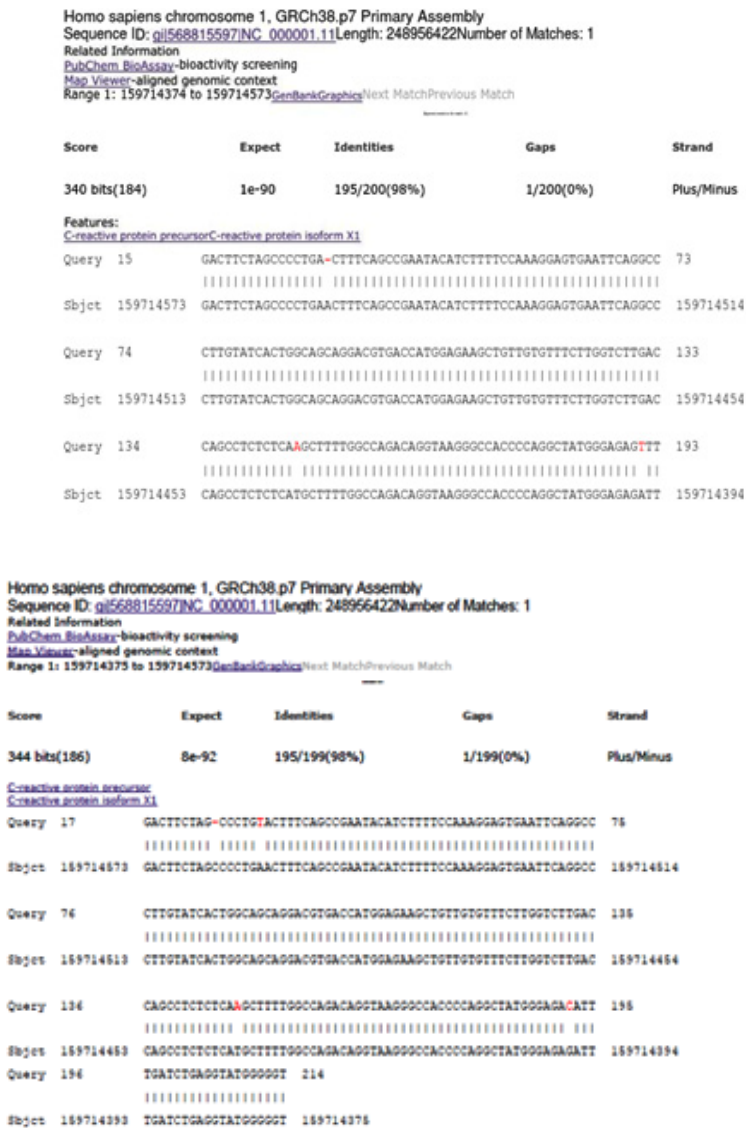 Homo sapiens chromosome 1, GRCh38.p7 Primary Assembly
Sequence ID: gi|568815597|NC_000001.11Length: 248956422Number of Matches: 1
Related Information
PubChem BioAssay-bioactivity screening
Map Viewer-aligned genomic context
Range 1: 159714374 to 159714573GenBankGraphicsNext MatchPrevious Match
Score Expect Identities Gaps Strand
340 bits(184) 1e-90 195/200(98%) 1/200(0%) Plus/Minus
Features:
C-reactive protein precursorC-reactive protein isoform X1
Query 15 GACTTCTAGCCCCTGA-CTTTCAGCCGAATACATCTTTTCCAAAGGAGTGAATTCAGGCC 73
Sbjct 159714573 GACTTCTAGCCCCTGAACTTTCAGCCGAATACATCTTTTCCAAAGGAGTGAATTCAGGCC 159714514
Query 74 CTTGTATCACTGGCAGCAGGACGTGACCATGGAGAAGCTGTTGTGTTTCTTGGTCTTGAC 133
Sbjct 159714513 CTTGTATCACTGGCAGCAGGACGTGACCATGGAGAAGCTGTTGTGTTTCTTGGTCTTGAC 159714454
Query 134 CAGCCTCTCTCAAGCTTTTGGCCAGACAGGTAAGGGCCACCCCAGGCTATGGGAGAGTTT 193
Sbjct 159714453 CAGCCTCTCTCATGCTTTTGGCCAGACAGGTAAGGGCCACCCCAGGCTATGGGAGAGATT 159714394
Homo sapiens chromosome 1, GRCh38.p7 Primary Assembly
Sequence ID: gi|568815597|NC_000001.11Length: 248956422Number of Matches: 1
Related Information
PubChem BioAssay-bioactivity screening
Map Viewer-aligned genomic context
Range 1: 159714375 to 159714573GenBankGraphicsNext MatchPrevious Match
Score Expect Identities Gaps Strand
344 bits(186) 8e-92 195/199(98%) 1/199(0%) Plus/Minus
C-reactive protein precursor
C-reactive protein isoform X1
Query 17 GACTTCTAG-CCCTGTACTTTCAGCCGAATACATCTTTTCCAAAGGAGTGAATTCAGGCC 75
Sbjct 159714573 GACTTCTAGCCCCTGAACTTTCAGCCGAATACATCTTTTCCAAAGGAGTGAATTCAGGCC 159714514
Query 76 CTTGTATCACTGGCAGCAGGACGTGACCATGGAGAAGCTGTTGTGTTTCTTGGTCTTGAC 135
Sbjct 159714513 CTTGTATCACTGGCAGCAGGACGTGACCATGGAGAAGCTGTTGTGTTTCTTGGTCTTGAC 159714454
Query 136 CAGCCTCTCTCAAGCTTTTGGCCAGACAGGTAAGGGCCACCCCAGGCTATGGGAGACATT 195
Sbjct 159714453 CAGCCTCTCTCATGCTTTTGGCCAGACAGGTAAGGGCCACCCCAGGCTATGGGAGAGATT 159714394
Query 196 TGATCTGAGGTATGGGGGT 214
Sbjct 159714393 TGATCTGAGGTATGGGGGT 159714375